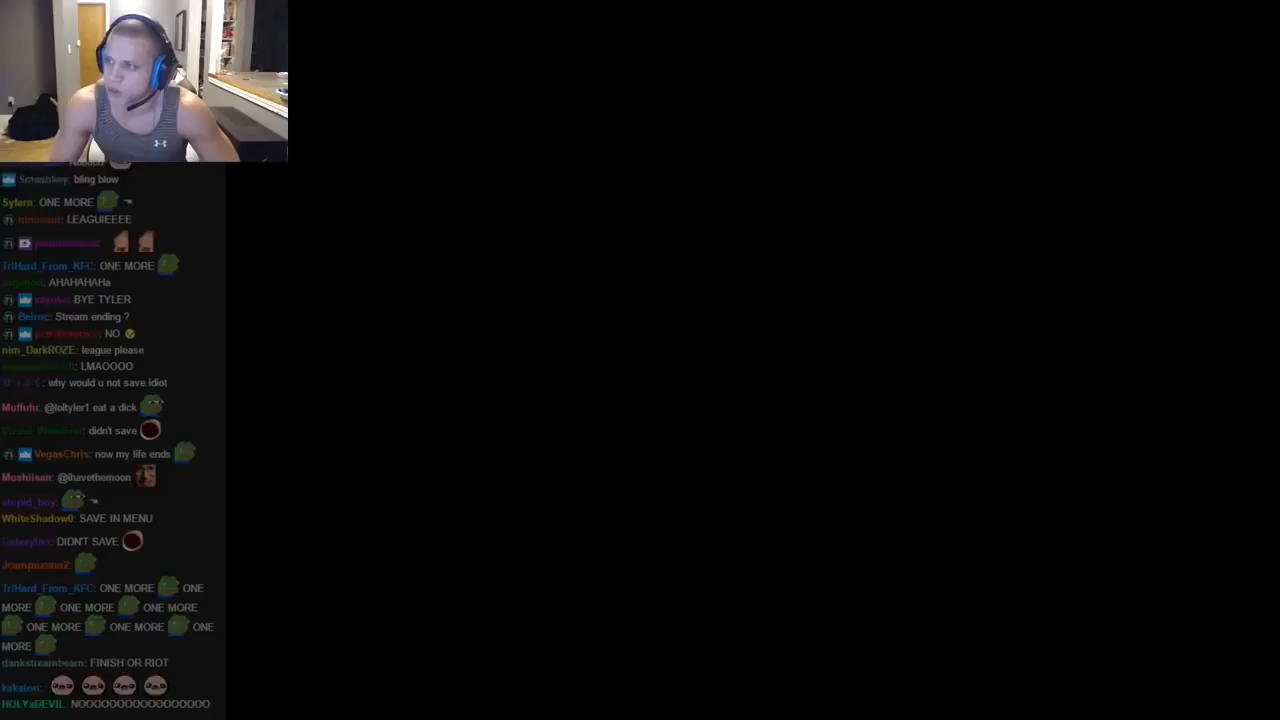 Smashkey: bling blow
Syfern: ONE MORE
LEAGUIEEEE
TriHard_From_KFC: ONE MORE
AHAHAHAHa
BYE TYLER
Beiroc: Stream ending ?
NO
nim_DarkROZE: league please
LMAOOOO
why would u not save idiot
Muffuhr: @loltyler1 eat a dick
didn't save
VegasChris: now my life ends
Moshiisan: @ihavethemoon
stupid_boy:
WhiteShadow0: SAVE IN MENU
DIDN'T SAVE
TriHard_From_KFC: ONE MORE ONE
MORE ONE MORE ONE MORE
ONE MORE ONE MORE ONE
MORE
dankstreambeam: FINISH OR RIOT
HOLYxDEVIL: NOOOOOOOOOOOOOOOOO